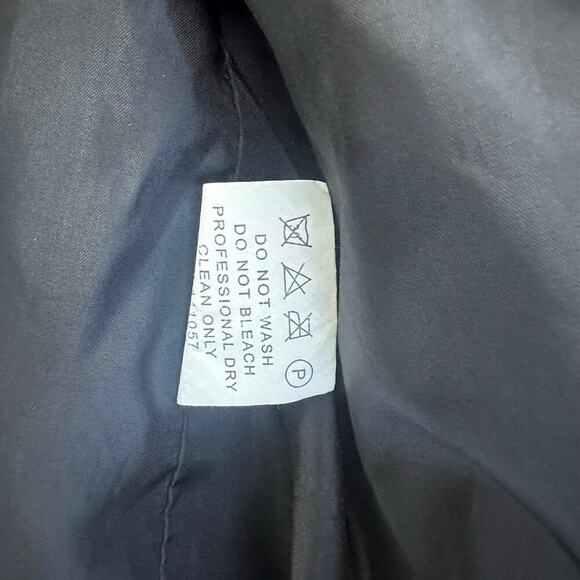 P
DO NOT WASH
DO NOT BLEACH
PROFESSIONAL DRY
CLEAN ONLY